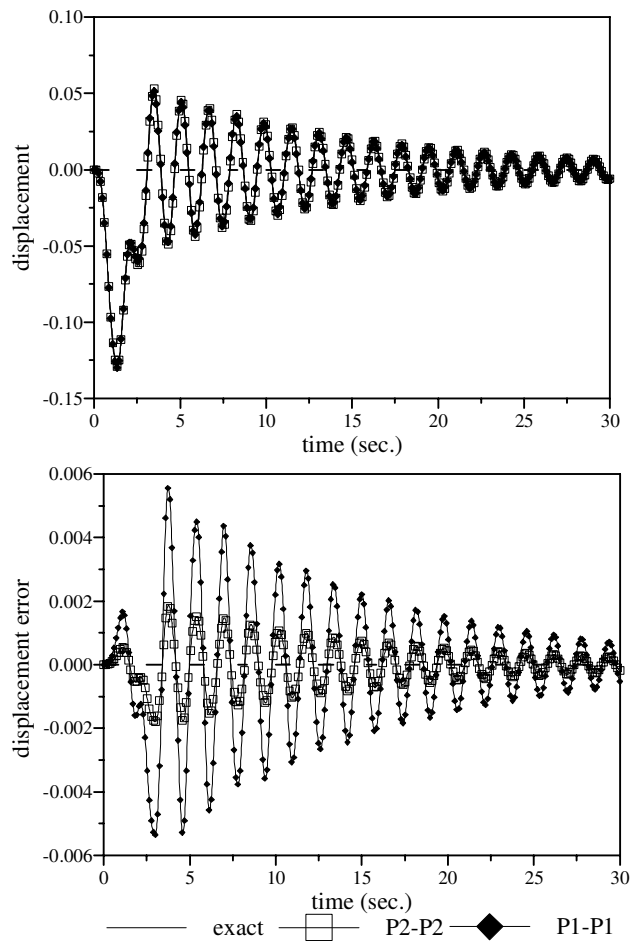 0.10
0.05
0.00
-0.05
-0.10
-0.15
displacement
0 5 10 15 20 25 30
time (sec.)
0.006
0.004
0.002
0.000
-0.002
-0.004
-0.006
displacement error
0 5 10 15 20 25 30
time (sec.)
exact P2-P2 P1-P1